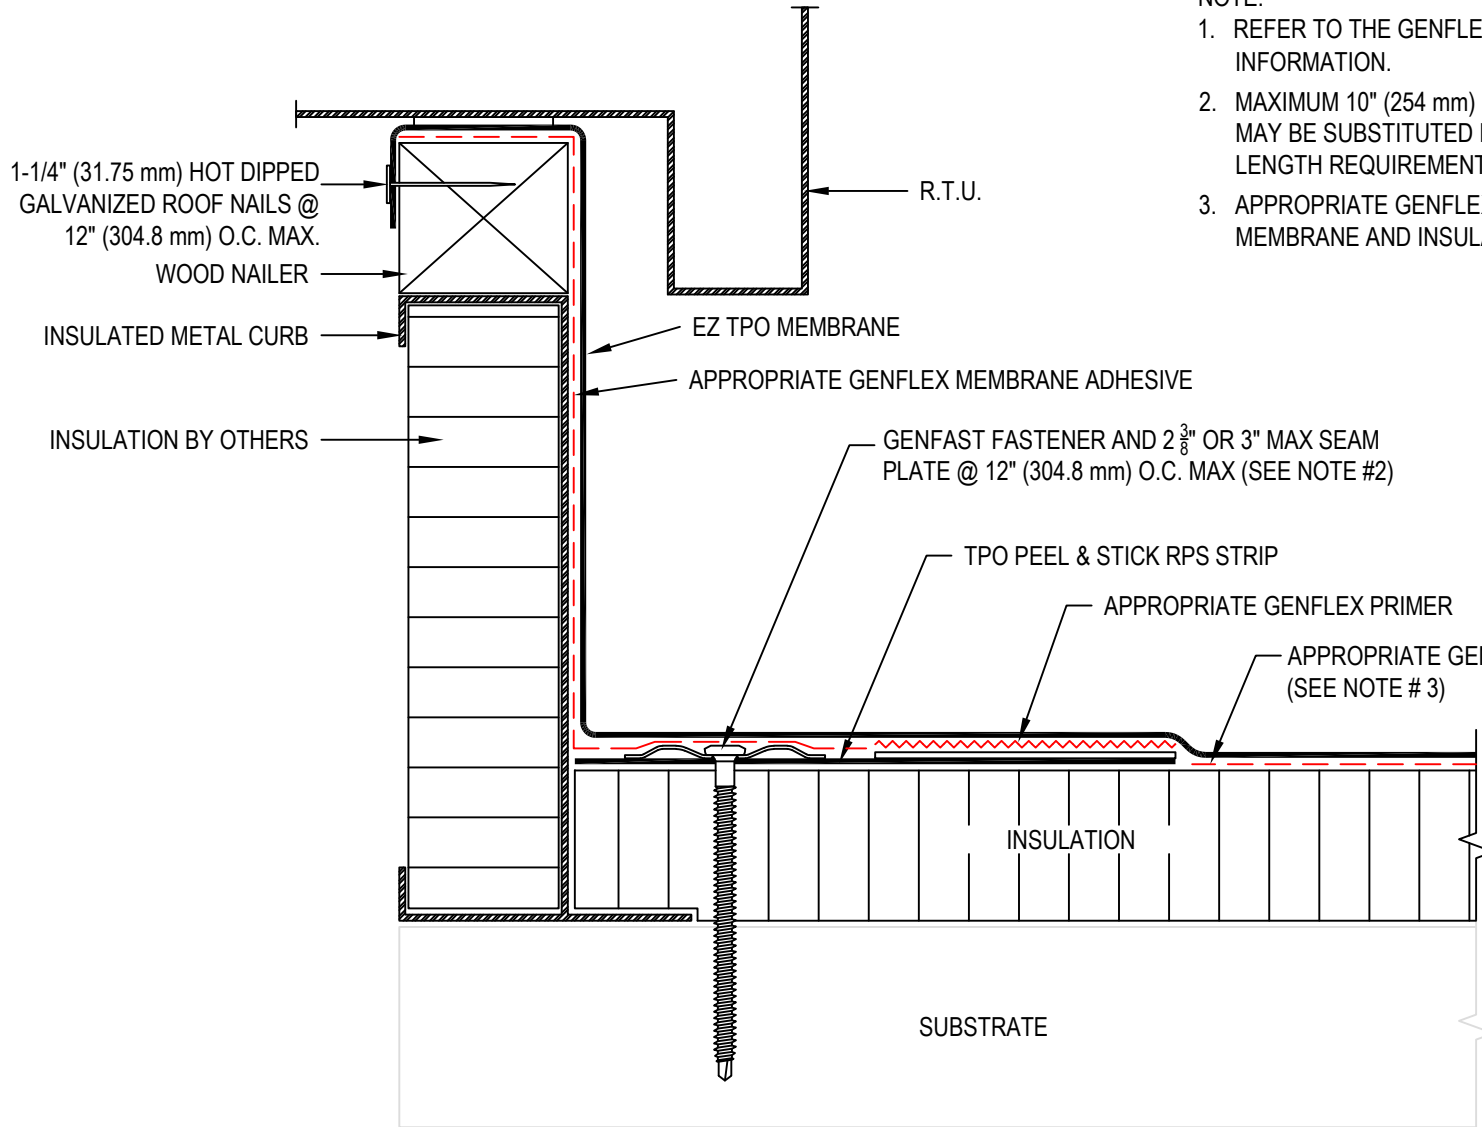 NOTE:
1. REFER TO THE GENFLE
INFORMATION.
2. MAXIMUM 10" (254 mm)
MAY BE SUBSTITUTED
LENGTH REQUIREMENT
3. APPROPRIATE GENFLE
MEMBRANE AND INSULA
1-1/4" (31.75 mm) HOT DIPPED
GALVANIZED ROOF NAILS @
12" (304.8 mm) O.C. MAX.
WOOD NAILER
INSULATED METAL CURB
INSULATION BY OTHERS
R.T.U.
EZ TPO MEMBRANE
APPROPRIATE GENFLEX MEMBRANE ADHESIVE
GENFAST FASTENER AND 2 3/8" OR 3" MAX SEAM
PLATE @ 12" (304.8 mm) O.C. MAX (SEE NOTE #2)
TPO PEEL & STICK RPS STRIP
APPROPRIATE GENFLEX PRIMER
APPROPRIATE GE
(SEE NOTE # 3)
INSULATION
SUBSTRATE